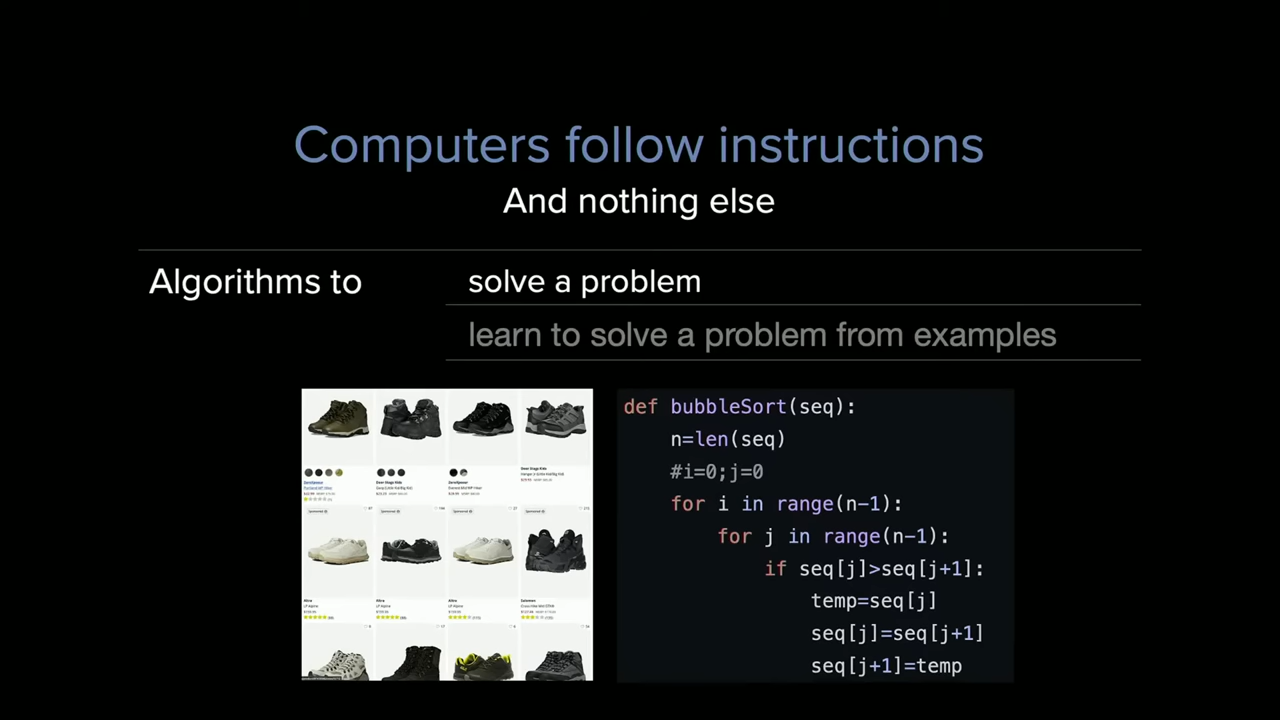 Computers follow instructions
And nothing else
Algorithms to
solve a problem
learn to solve a problem from examples
def bubbleSort(seq):
n=len(seq)
#i=0;j=0
for i in range(n-1):
for j in range(n-1):
if seq[j]>seq[j+1]:
temp=seq[j]
seq[j]=seq[j+1]
seq[j+1]=temp